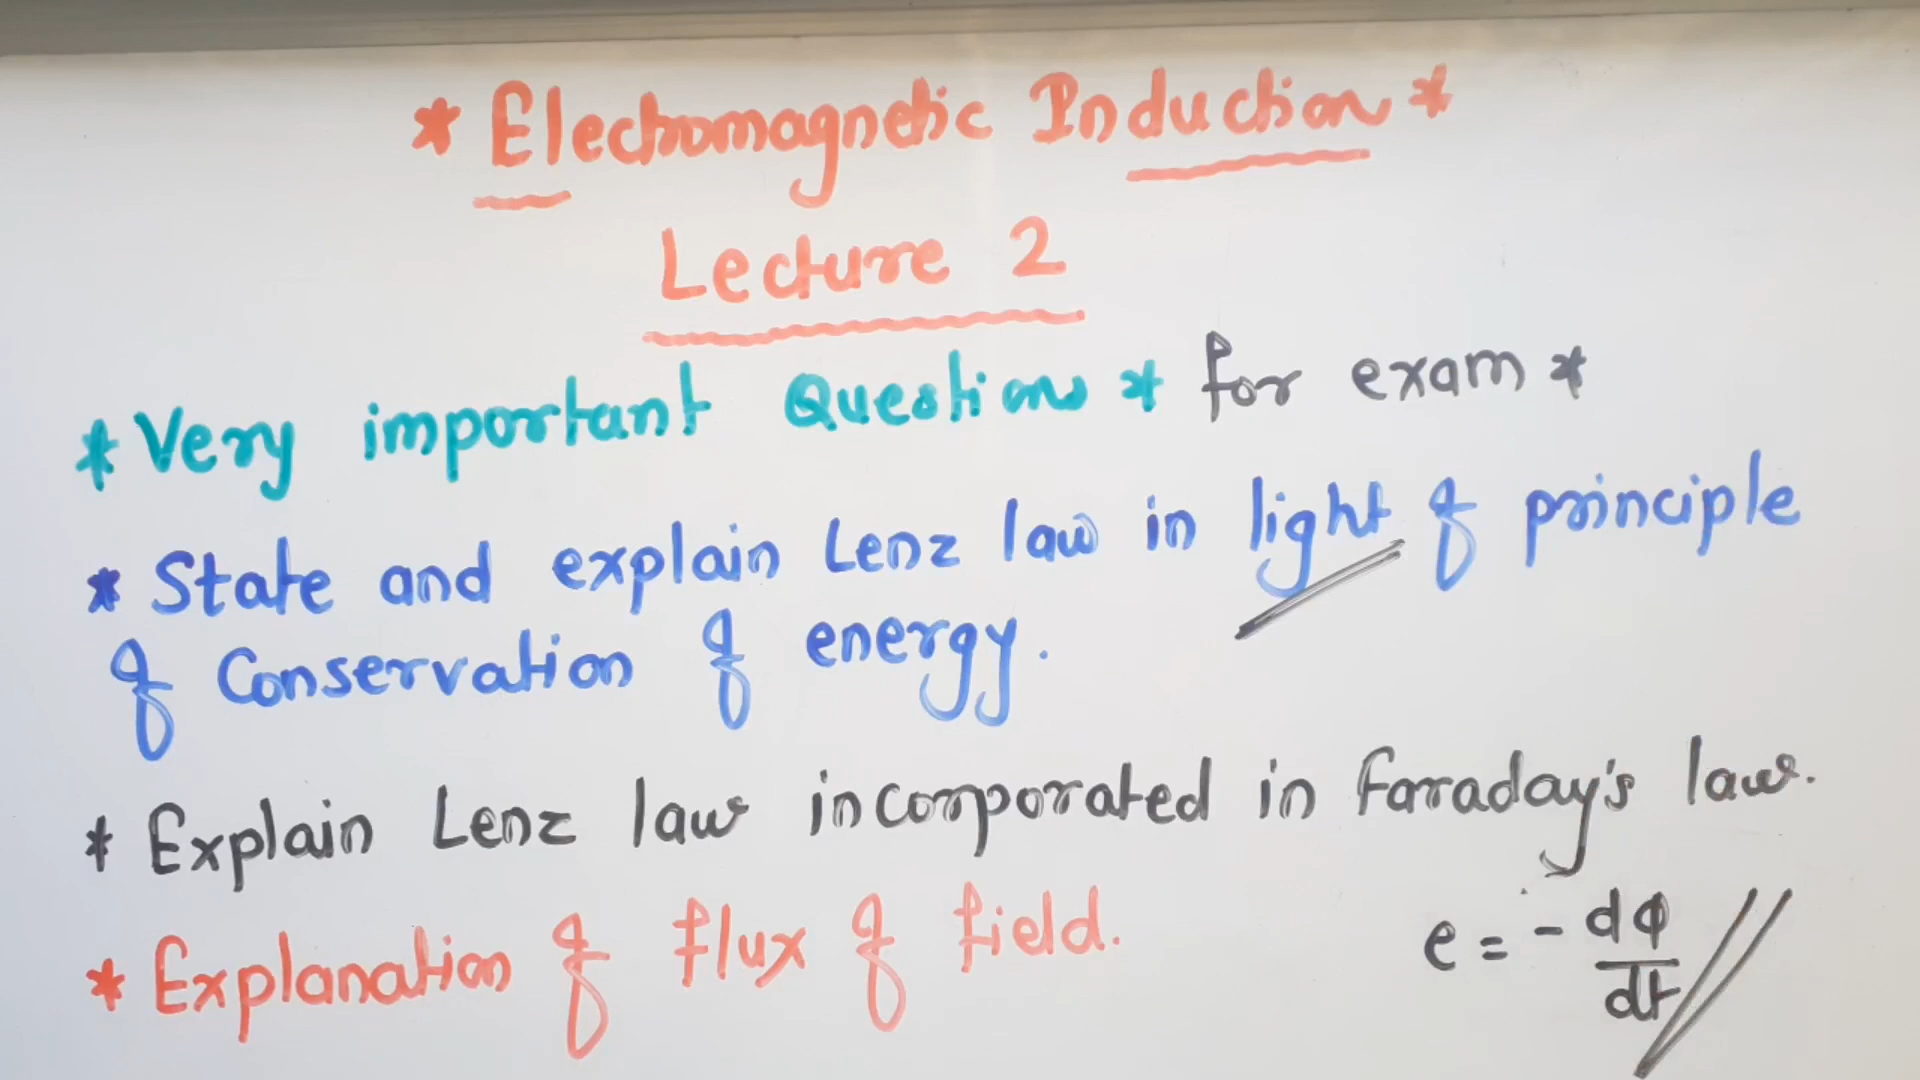 * Electromagnetic Induction *
Lecture 2
* Very important Questions * for exam *
* State and explain Lenz law in light of principle
of Conservation of energy.
* Explain Lenz law incorporated in Faraday's law.
* Explanation of flux of field.
e = - dφ/dt